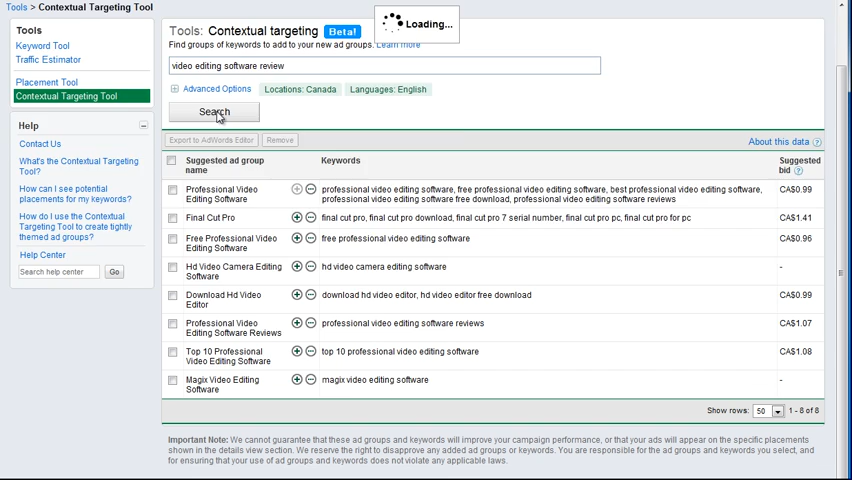 Tools > Contextual Targeting Tool
Loading...
Tools
Keyword Tool
Traffic Estimator
Placement Tool
Contextual Targeting Tool
Help
Contact Us
What's the Contextual Targeting
Tool?
How can I see potential
placements for my keywords?
How do I use the Contextual
Targeting Tool to create tightly
themed ad groups?
Help Center
Search help center
Go
Tools: Contextual targeting Beta!
Find groups of keywords to add to your new ad groups. Learn more
video editing software review
Advanced Options Locations: Canada Languages: English
Search
Export to AdWords Editor Remove About this data ?
Suggested ad group
name
Keywords
Suggested
bid ?
Professional Video
Editing Software
professional video editing software, free professional video editing software, best professional video editing software,
professional video editing software free download, professional video editing software reviews
CA$0.99
Final Cut Pro final cut pro, final cut pro download, final cut pro 7 serial number, final cut pro pc, final cut pro for pc CA$1.41
Free Professional Video
Editing Software
free professional video editing software CA$0.96
Hd Video Camera Editing
Software
hd video camera editing software -
Download Hd Video
Editor
download hd video editor, hd video editor free download CA$0.99
Professional Video
Editing Software Reviews
professional video editing software reviews CA$1.07
Top 10 Professional
Video Editing Software
top 10 professional video editing software CA$1.08
Magix Video Editing
Software
magix video editing software -
Show rows: 50 1 - 8 of 8
Important Note: We cannot guarantee that these ad groups and keywords will improve your campaign performance, or that your ads will appear on the specific placements
shown in the details view section. We reserve the right to disapprove any added ad groups or keywords. You are responsible for the ad groups and keywords you select, and
for ensuring that your use of ad groups and keywords does not violate any applicable laws.